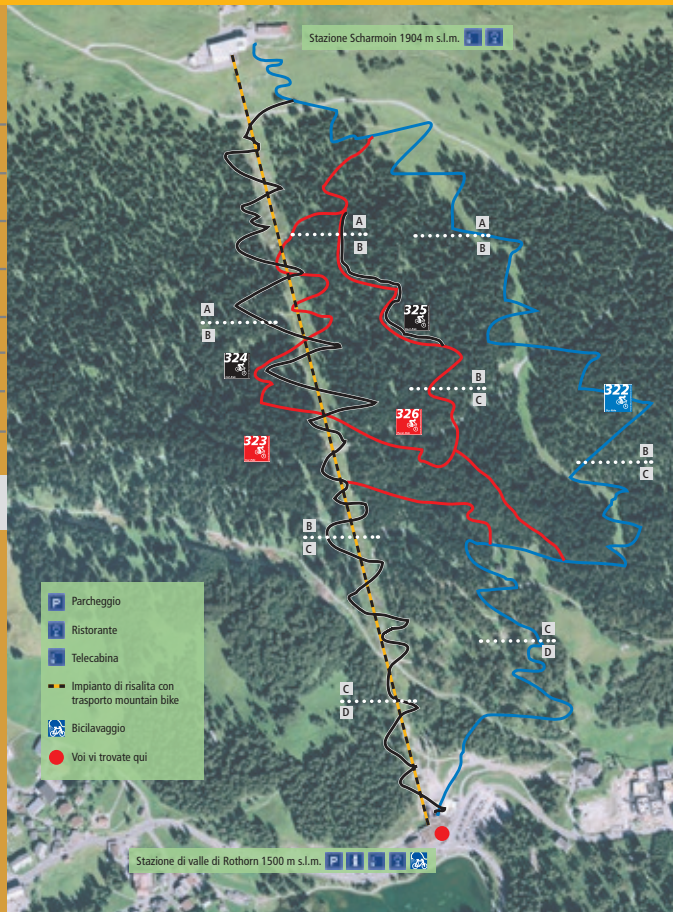 Stazione Scharmoin 1904 m s.l.m.
A
B
A
B
A
B
325
324
B
C
322
326
323
B
C
B
C
C
D
C
D
P Parcheggio
Ristorante
Telecabina
Impianto di risalita con
trasporto mountain bike
Bicilavaggio
Voi vi trovate qui
Stazione di valle di Rothorn 1500 m s.l.m. P